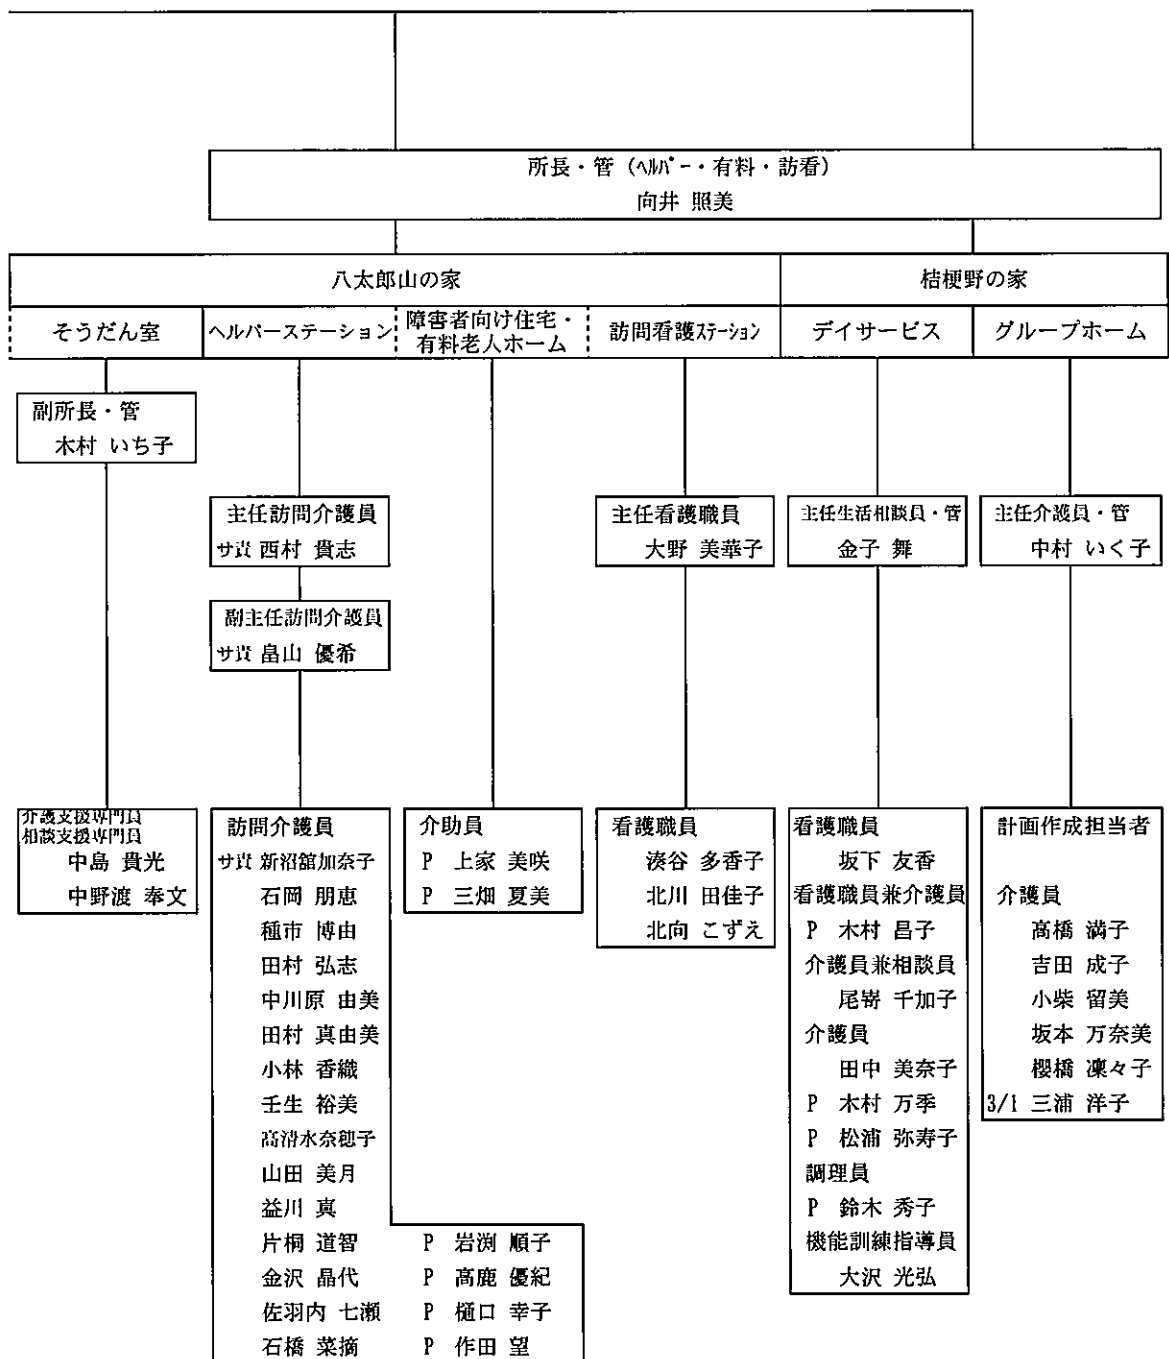 所長・管（ﾍﾙﾊﾟｰ・有料・訪看）
向井 照美
八太郎山の家
桔梗野の家
そうだん室
ヘルパーステーション
障害者向け住宅・
有料老人ホーム
訪問看護ｽﾃｰｼｮﾝ
デイサービス
グループホーム
副所長・管
木村 いち子
主任訪問介護員
サ責 西村 貴志
副主任訪問介護員
サ責 畠山 優希
主任看護職員
大野 美華子
主任生活相談員・管
金子 舞
主任介護員・管
中村 いく子
介護支援専門員
相談支援専門員
中島 貴光
中野渡 奉文
訪問介護員
サ責 新沼舘加奈子
石岡 朋恵
種市 博由
田村 弘志
中川原 由美
田村 真由美
小林 香織
壬生 裕美
高清水奈穂子
山田 美月
益川 真
片桐 道智
金沢 晶代
佐羽内 七瀬
石橋 菜摘
P 岩渕 順子
P 高鹿 優紀
P 樋口 幸子
P 作田 望
介助員
P 上家 美咲
P 三畑 夏美
看護職員
湊谷 多香子
北川 田佳子
北向 こずえ
看護職員
坂下 友香
看護職員兼介護員
P 木村 昌子
介護員兼相談員
尾嵜 千加子
介護員
田中 美奈子
P 木村 万季
P 松浦 弥寿子
調理員
P 鈴木 秀子
機能訓練指導員
大沢 光弘
計画作成担当者
介護員
高橋 満子
吉田 成子
小柴 留美
坂本 万奈美
櫻橋 凜々子
3/1 三浦 洋子